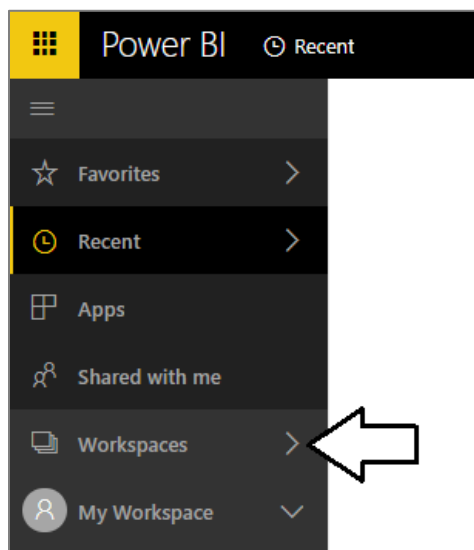 Power BI Recent
Favorites
Recent
Apps
Shared with me
Workspaces
My Workspace